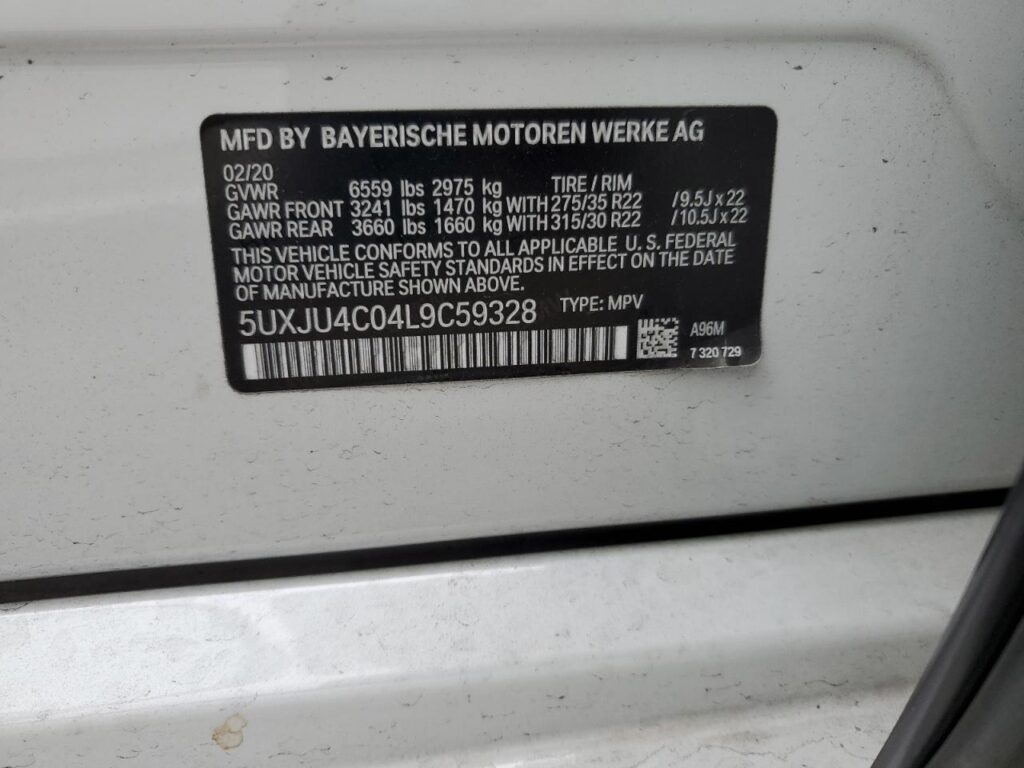 MFD BY BAYERISCHE MOTOREN WERKE AG
02/20
GVWR 6559 lbs 2975 kg TIRE / RIM
GAWR FRONT 3241 lbs 1470 kg WITH 275/35 R22 / 9.5J x 22
GAWR REAR 3660 lbs 1660 kg WITH 315/30 R22 / 10.5J x 22
THIS VEHICLE CONFORMS TO ALL APPLICABLE U. S. FEDERAL
MOTOR VEHICLE SAFETY STANDARDS IN EFFECT ON THE DATE
OF MANUFACTURE SHOWN ABOVE.
5UXJU4C04L9C59328 TYPE: MPV
A96M
7 320 729